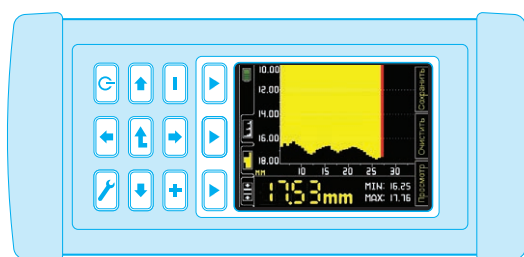 10.00
12.00
14.00
16.00
18.00
мм 10 15 20 25 30
17.53mm
MIN: 16.25
MAX: 17.76
Сохранить
Очистить
Просмотр